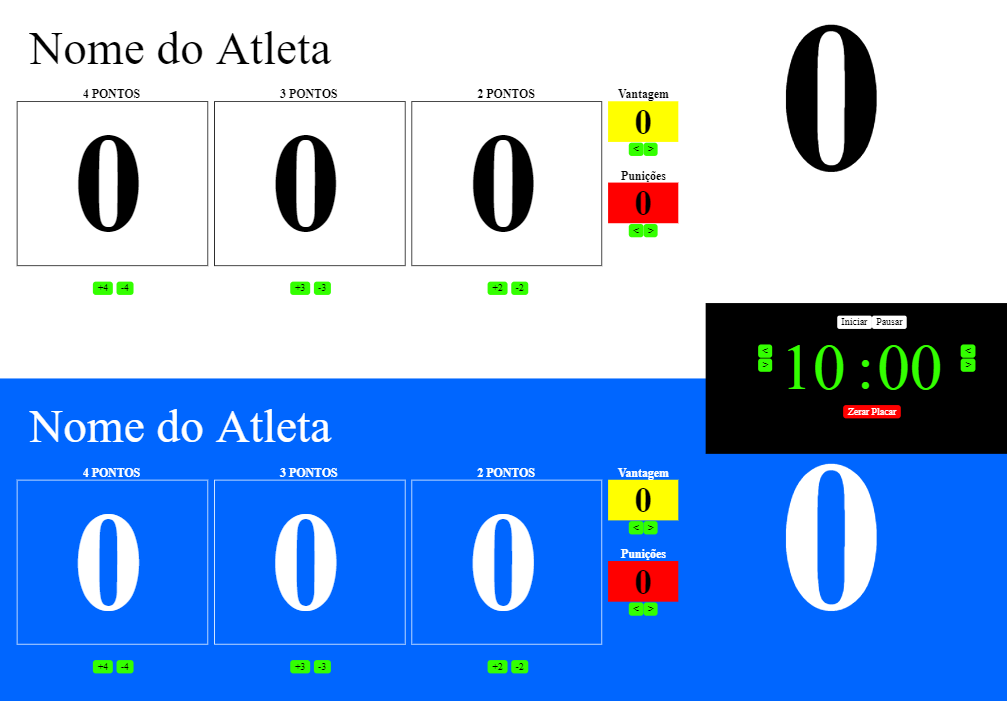 Nome do Atleta
0
4 PONTOS 3 PONTOS 2 PONTOS Vantagem
0 0 0 0
< >
Punições
0
< >
+4 -4 +3 -3 +2 -2
Iniciar Pausar
< 10 :00 <
> >
Zerar Placar
Nome do Atleta
0
4 PONTOS 3 PONTOS 2 PONTOS Vantagem
0 0 0 0
< >
Punições
0
< >
+4 -4 +3 -3 +2 -2